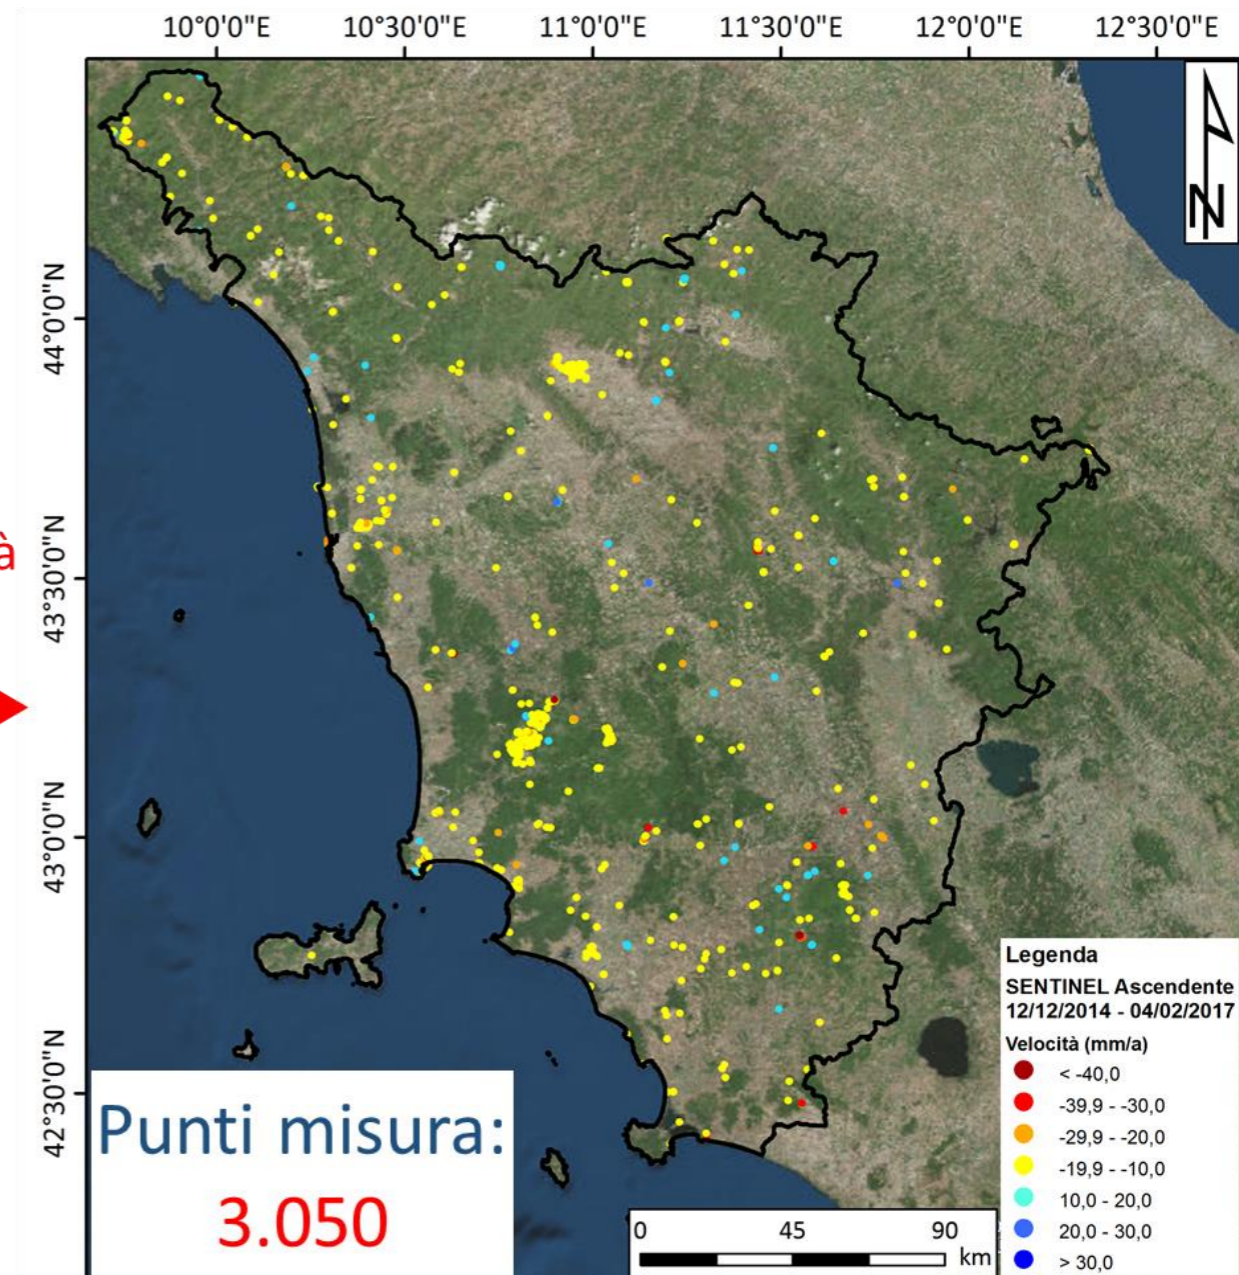 10°0'0"E 10°30'0"E 11°0'0"E 11°30'0"E 12°0'0"E 12°30'0"E
N
44°0'0"N
à
43°30'0"N
43°0'0"N
42°30'0"N
Legenda
SENTINEL Ascendente
12/12/2014 - 04/02/2017
Velocità (mm/a)
< -40,0
-39,9 - -30,0
-29,9 - -20,0
-19,9 - -10,0
10,0 - 20,0
20,0 - 30,0
> 30,0
Punti misura:
3.050
0 45 90
km